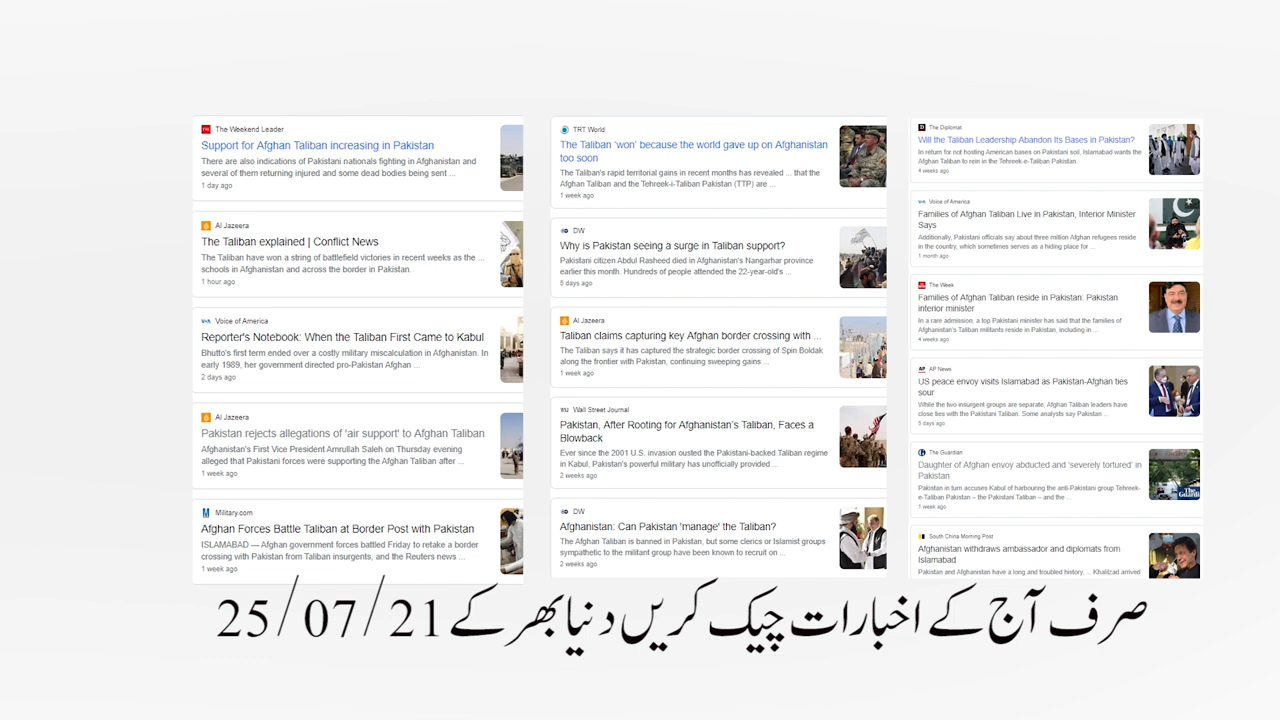 The Weekend Leader
Support for Afghan Taliban increasing in Pakistan
There are also indications of Pakistani nationals fighting in Afghanistan and
several of them returning injured and some dead bodies being sent ...
1 day ago
Al Jazeera
The Taliban explained | Conflict News
The Taliban have won a string of battlefield victories in recent weeks as the ...
schools in Afghanistan and across the border in Pakistan.
1 hour ago
Voice of America
Reporter's Notebook: When the Taliban First Came to Kabul
Bhutto's first term ended over a costly military miscalculation in Afghanistan. In
early 1989, her government directed pro-Pakistan Afghan ...
2 days ago
Al Jazeera
Pakistan rejects allegations of 'air support' to Afghan Taliban
Afghanistan's First Vice President Amrullah Saleh on Thursday evening
alleged that Pakistani forces were supporting the Afghan Taliban after ...
1 week ago
Military.com
Afghan Forces Battle Taliban at Border Post with Pakistan
ISLAMABAD — Afghan government forces battled Friday to retake a border
crossing with Pakistan from Taliban insurgents, and the Reuters news ...
1 week ago
TRT World
The Taliban 'won' because the world gave up on Afghanistan
too soon
The Taliban's rapid territorial gains in recent months has revealed ... that the
Afghan Taliban and the Tehreek-i-Taliban Pakistan (TTP) are ...
1 week ago
DW
Why is Pakistan seeing a surge in Taliban support?
Pakistani citizen Abdul Rasheed died in Afghanistan's Nangarhar province
earlier this month. Hundreds of people attended the 22-year-old's ...
5 days ago
Al Jazeera
Taliban claims capturing key Afghan border crossing with ...
The Taliban says it has captured the strategic border crossing of Spin Boldak
along the frontier with Pakistan, continuing sweeping gains ...
1 week ago
WSJ Wall Street Journal
Pakistan, After Rooting for Afghanistan's Taliban, Faces a
Blowback
Ever since the 2001 U.S. invasion ousted the Pakistan-backed Taliban regime
in Kabul, Pakistan's powerful military has unofficially provided ...
2 weeks ago
DW
Afghanistan: Can Pakistan 'manage' the Taliban?
The Afghan Taliban is banned in Pakistan, but some clerics or Islamist groups
sympathetic to the militant group have been known to recruit on ...
2 weeks ago
The Diplomat
Will the Taliban Leadership Abandon Its Bases in Pakistan?
In return for not hosting American bases on Pakistani soil, Islamabad wants the
Afghan Taliban to rein in the Tehreek-e-Taliban Pakistan.
4 weeks ago
Voice of America
Families of Afghan Taliban Live in Pakistan, Interior Minister
Says
Additionally, Pakistani officials say about three million Afghan refugees reside
in the country, which sometimes serves as a hiding place for ...
1 month ago
The Week
Families of Afghan Taliban reside in Pakistan: Pakistan
interior minister
In a rare admission, a top Pakistani minister has said that the families of
Afghanistan's Taliban militants reside in Pakistan, including in ...
4 weeks ago
AP AP News
US peace envoy visits Islamabad as Pakistan-Afghan ties
sour
While the two insurgent groups are separate, Afghan Taliban leaders have
close ties with the Pakistani Taliban. Some analysts say Pakistan ...
5 days ago
The Guardian
Daughter of Afghan envoy abducted and 'severely tortured' in
Pakistan
Pakistan in turn accuses Kabul of harbouring the anti-Pakistani group Tehreek-
e-Taliban Pakistan – the Pakistani Taliban – and the ...
1 week ago
South China Morning Post
Afghanistan withdraws ambassador and diplomats from
Islamabad
Pakistan and Afghanistan have a long and troubled history, ... Khalilzad arrived
صرف آج کے اخبارات چیک کریں دنیا بھر کے 25/07/21